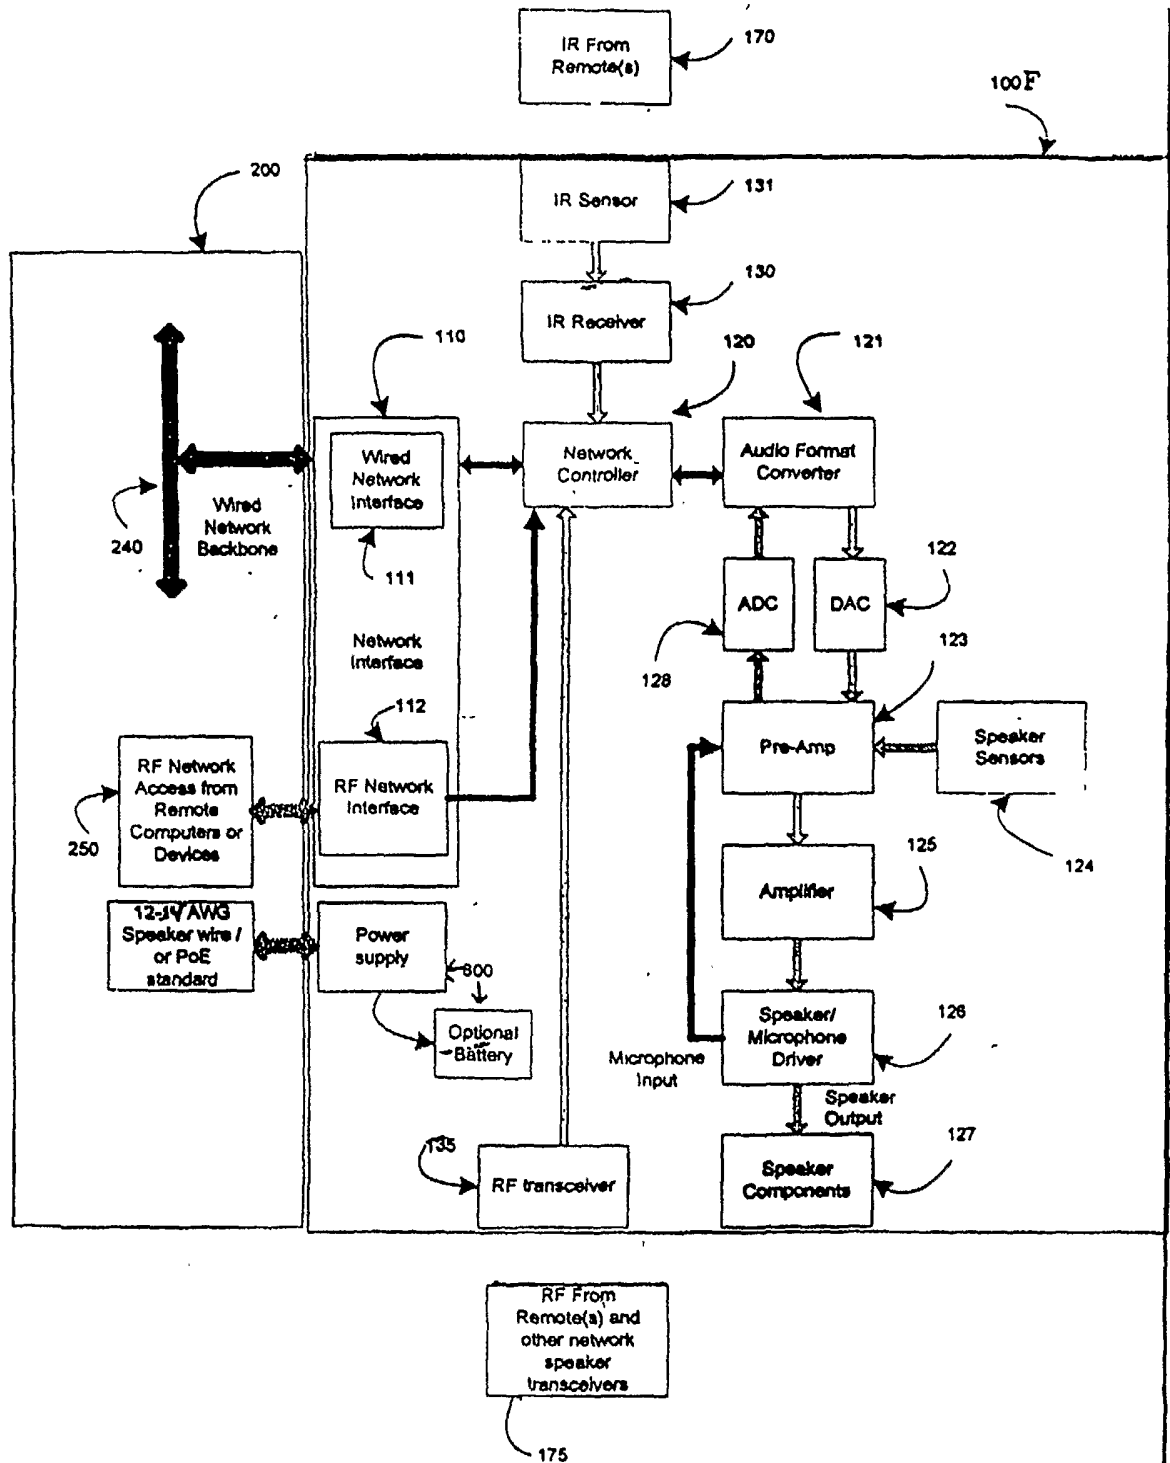 IR From
Remote(s)
170
100F
200
IR Sensor
131
IR Receiver
130
110
120
121
Wired
Network
Interface
Network
Controller
Audio Format
Converter
240
Wired
Network
Backbone
111
ADC
DAC
122
Network
Interface
128
123
112
Pre-Amp
Speaker
Sensors
RF Network
Access from
Remote
Computers or
Devices
RF Network
Interface
250
124
Amplifier
125
AWG
Speaker wire /
or PoE
standard
Power
supply
Optional
Battery
Speaker/
Microphone
Driver
126
Microphone
Input
Speaker
Output
135
RF transceiver
Speaker
Components
127
RF From
Remote(s) and
other network
speaker
transceivers
175